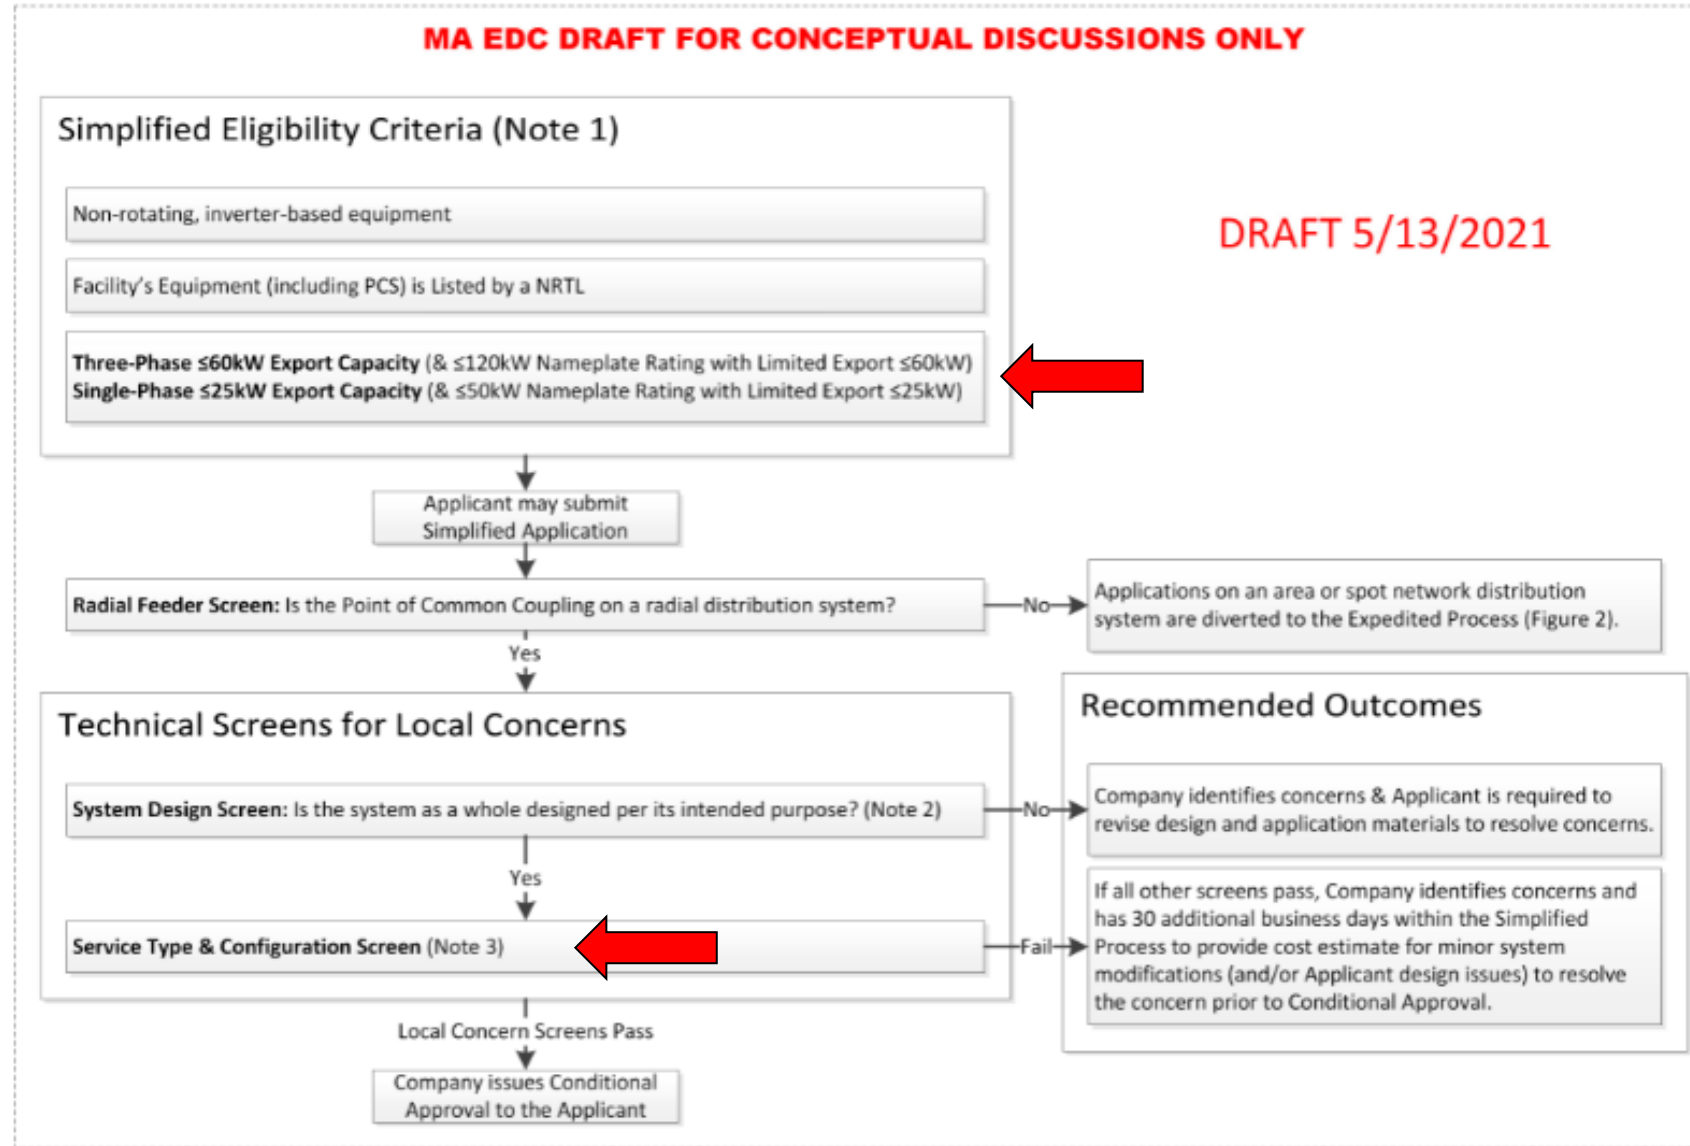 MA EDC DRAFT FOR CONCEPTUAL DISCUSSIONS ONLY
Simplified Eligibility Criteria (Note 1)
Non-rotating, inverter-based equipment
DRAFT 5/13/2021
Facility's Equipment (including PCS) is Listed by a NRTL
Three-Phase ≤60kW Export Capacity (& ≤120kW Nameplate Rating with Limited Export ≤60kW)
Single-Phase ≤25kW Export Capacity (& ≤50kW Nameplate Rating with Limited Export ≤25kW)
Applicant may submit
Simplified Application
Radial Feeder Screen: Is the Point of Common Coupling on a radial distribution system?
No
Applications on an area or spot network distribution
system are diverted to the Expedited Process (Figure 2).
Yes
Technical Screens for Local Concerns
Recommended Outcomes
System Design Screen: Is the system as a whole designed per its intended purpose? (Note 2)
No
Company identifies concerns & Applicant is required to
revise design and application materials to resolve concerns.
Yes
Service Type & Configuration Screen (Note 3)
Fail
If all other screens pass, Company identifies concerns and
has 30 additional business days within the Simplified
Process to provide cost estimate for minor system
modifications (and/or Applicant design issues) to resolve
the concern prior to Conditional Approval.
Local Concern Screens Pass
Company issues Conditional
Approval to the Applicant